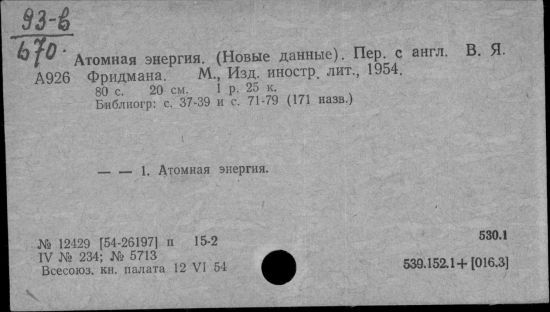 93-в
670.
Атомная энергия. (Новые данные). Пер. с англ. В. Я.
А926 Фридмана. М., Изд. иностр. лит., 1954.
80 с. 20 см. 1 р. 25 к.
Библиогр: с. 37-39 и с. 71-79 (171 назв.)
— — 1. Атомная энергия.
№ 12429 [54-26197] п 15-2
530.1
IV № 234; № 5713
539.152.1+[016.3]
Всесоюз. кн. палата 12 VI 54